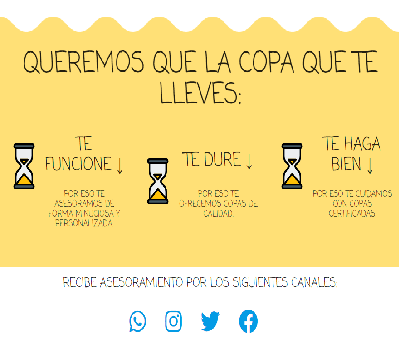 QUEREMOS QUE LA COPA QUE TE
LLEVES:
TE
FUNCIONE ↓
POR ESO TE
ASESORAMOS DE
FORMA MINUCIOSA Y
PERSONALIZADA.
TE DURE ↓
POR ESO TE
OFRECEMOS COPAS DE
CALIDAD.
TE HAGA
BIEN ↓
POR ESO TE CUIDAMOS
CON COPAS
CERTIFICADAS
RECIBE ASESORAMIENTO POR LOS SIGUIENTES CANALES: